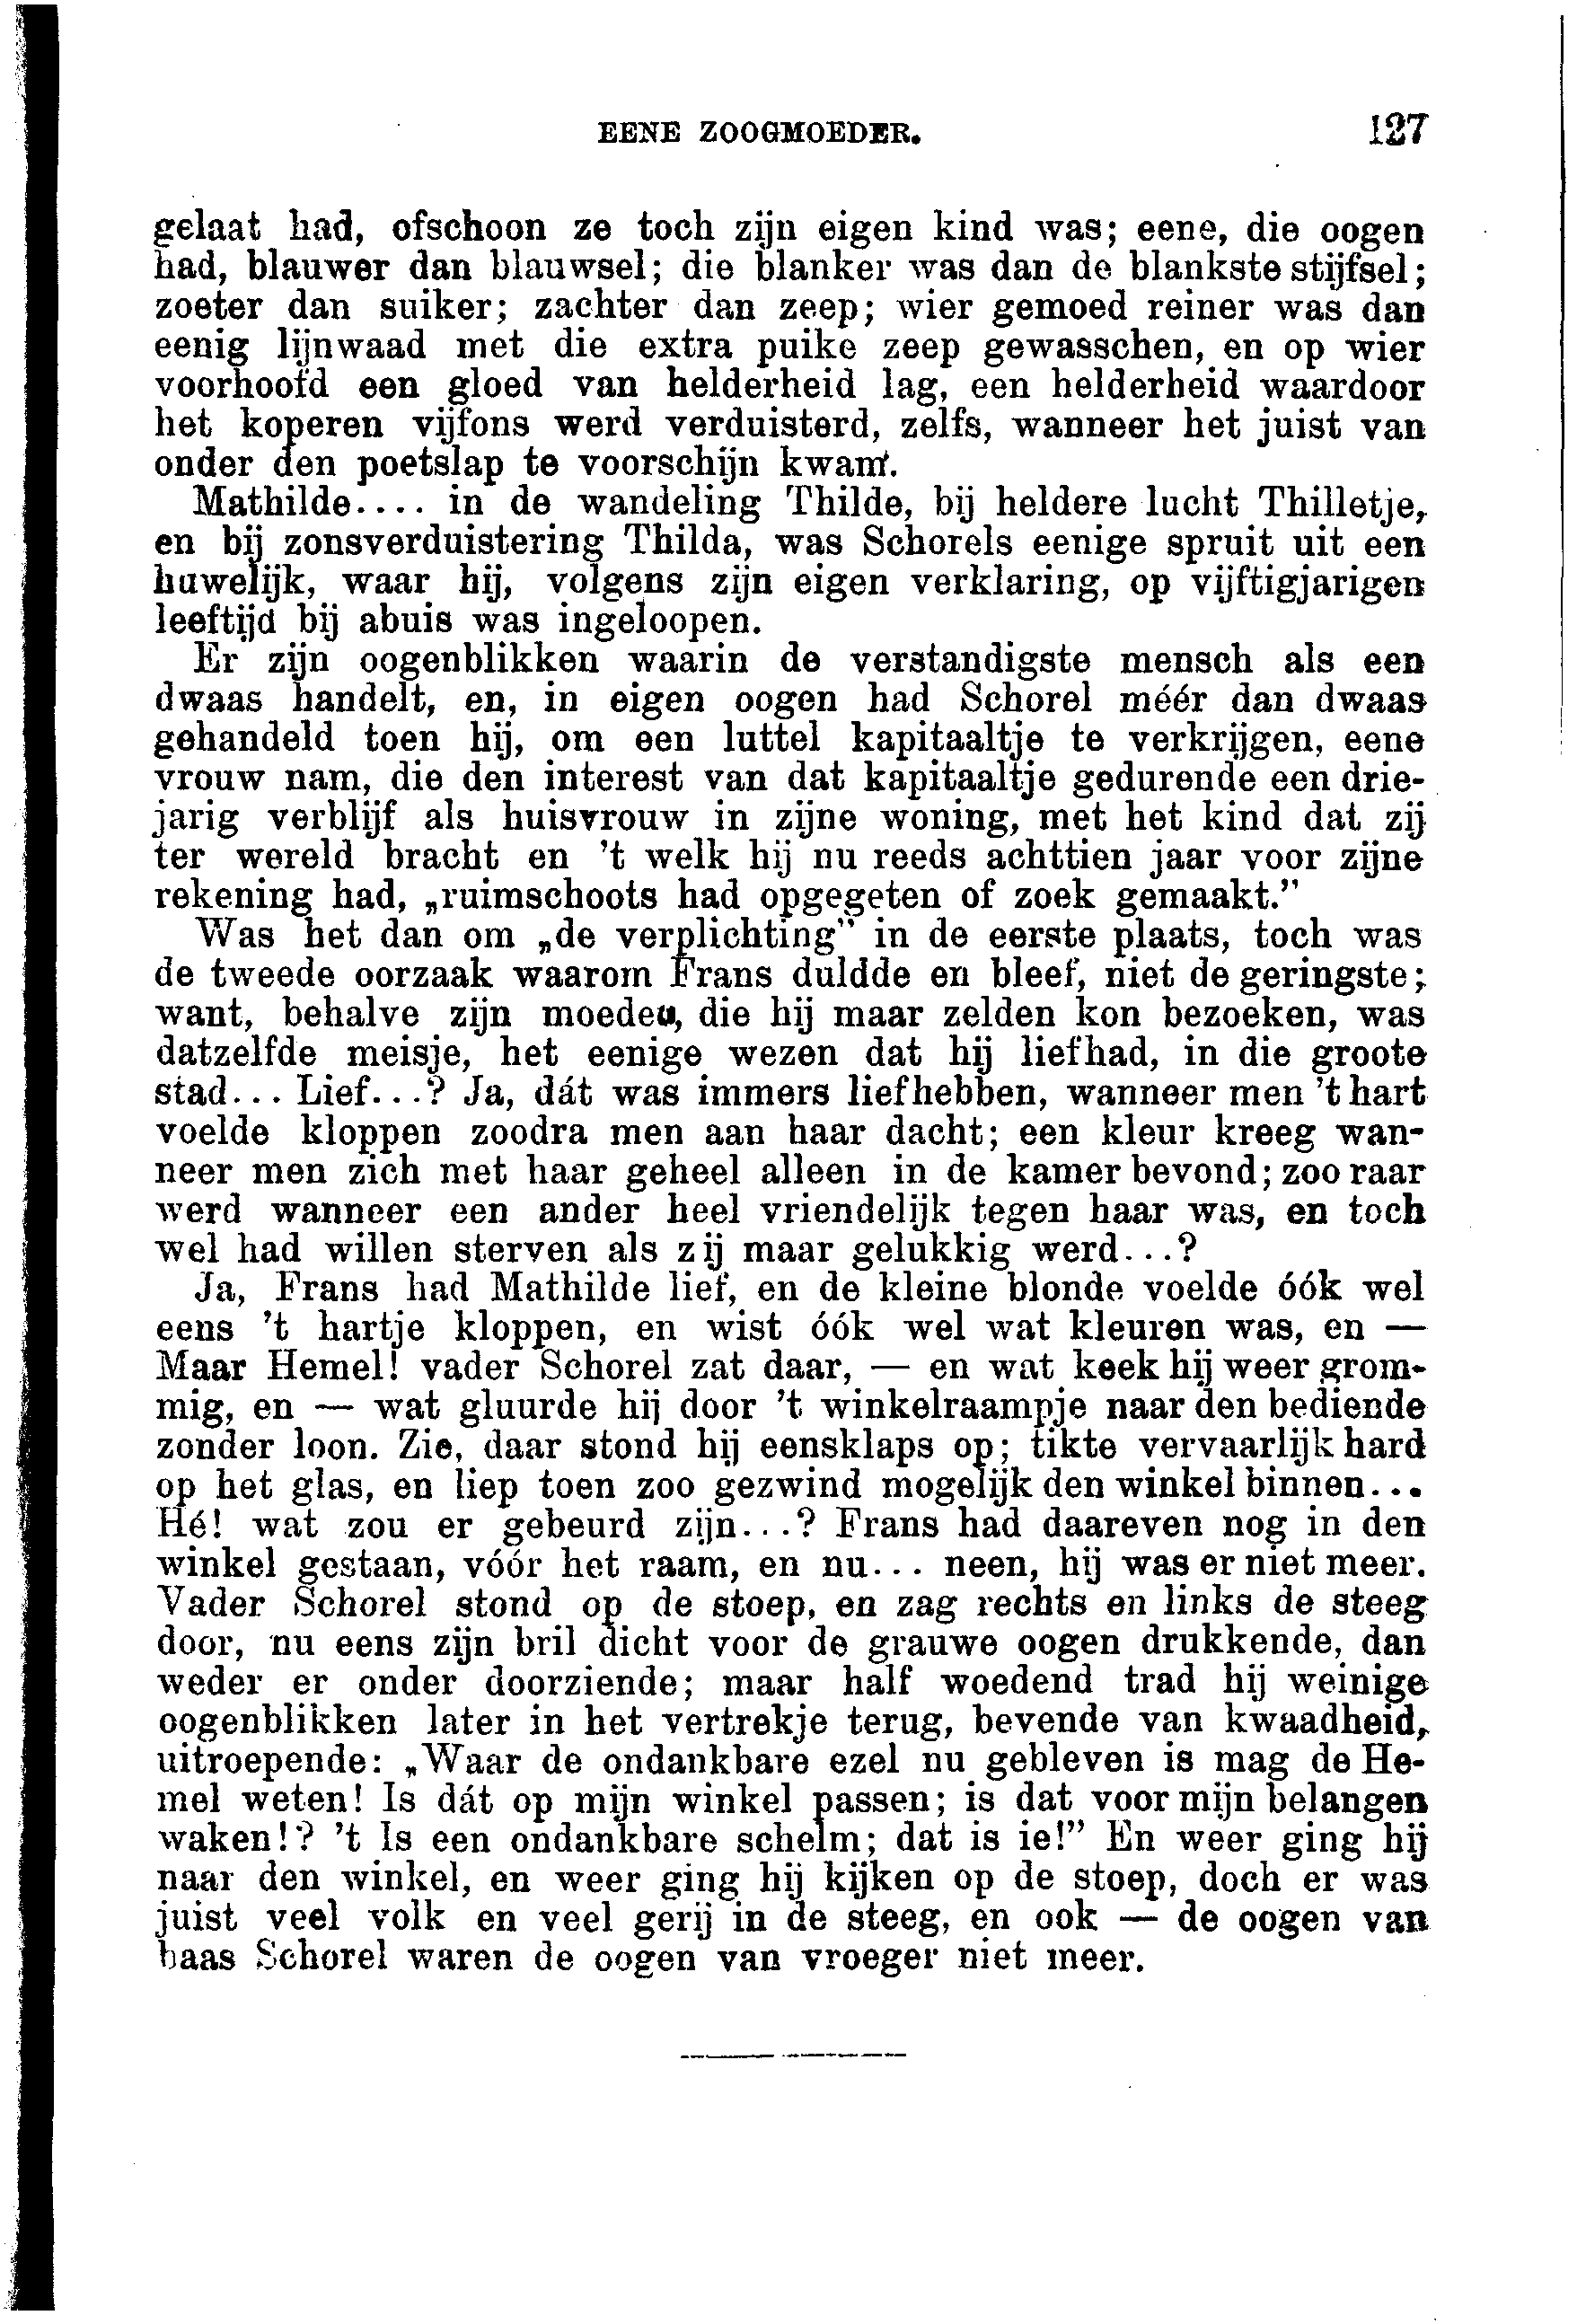 EENE ZOOGMOEDER. 127
gelaat had, ofschoon ze toch zijn eigen kind was; eene, die oogen
had, blauwer dan blauwsel; die blanker was dan de blankste stijfsel;
zoeter dan suiker; zachter dan zeep; wier gemoed reiner was dan
eenig lijnwaad met die extra puike zeep gewasschen, en op wier
voorhoofd een gloed van helderheid lag, een helderheid waardoor
het koperen vijfons werd verduisterd, zelfs, wanneer het juist van
onder den poetslap te voorschijn kwam.
Mathilde.... in de wandeling Thilde, bij heldere lucht Thilletje,
en bij zonsverduistering Thilda, was Schorels eenige spruit uit een
huwelijk, waar hij, volgens zijn eigen verklaring, op vijftigjarigen
leeftijd bij abuis was ingeloopen.
Er zijn oogenblikken waarin de verstandigste mensch als een
dwaas handelt, en, in eigen oogen had Schorel méér dan dwaas
gehandeld toen hij, om een luttel kapitaaltje te verkrijgen, eene
vrouw nam, die den interest van dat kapitaaltje gedurende een drie-
jarig verblijf als huisvrouw in zijne woning, met het kind dat zij
ter wereld bracht en 't welk hij nu reeds achttien jaar voor zijne
rekening had, „ruimschoots had opgegeten of zoek gemaakt.”
Was het dan om „de verplichting” in de eerste plaats, toch was
de tweede oorzaak waarom Frans duldde en bleef, niet de geringste;
want, behalve zijn moeder, die hij maar zelden kon bezoeken, was
datzelfde meisje, het eenige wezen dat hij liefhad, in die groote
stad... Lief...? Ja, dát was immers liefhebben, wanneer men 't hart
voelde kloppen zoodra men aan haar dacht; een kleur kreeg wan-
neer men zich met haar geheel alleen in de kamer bevond; zoo raar
werd wanneer een ander heel vriendelijk tegen haar was, en toch
wel had willen sterven als zij maar gelukkig werd...?
Ja, Frans had Mathilde lief, en de kleine blonde voelde óók wel
eens 't hartje kloppen, en wist óók wel wat kleuren was, en —
Maar Hemel! vader Schorel zat daar, — en wat keek hij weer grom-
mig, en — wat gluurde hij door 't winkelraampje naar den bediende
zonder loon. Zie, daar stond hij eensklaps op; tikte vervaarlijk hard
op het glas, en liep toen zoo gezwind mogelijk den winkel binnen...
Hé! wat zou er gebeurd zijn...? Frans had daareven nog in den
winkel gestaan, vóór het raam, en nu... neen, hij was er niet meer.
Vader Schorel stond op de stoep, en zag rechts en links de steeg
door, nu eens zijn bril dicht voor de grauwe oogen drukkende, dan
weder er onder doorziende; maar half woedend trad hij weinige
oogenblikken later in het vertrekje terug, bevende van kwaadheid,
uitroepende: „Waar de ondankbare ezel nu gebleven is mag de He-
mel weten! Is dát op mijn winkel passen; is dat voor mijn belangen
waken!? 't Is een ondankbare schelm; dat is ie!” En weer ging hij
naar den winkel, en weer ging hij kijken op de stoep, doch er was
juist veel volk en veel gerij in de steeg, en ook — de oogen van
baas Schorel waren de oogen van vroeger niet meer.